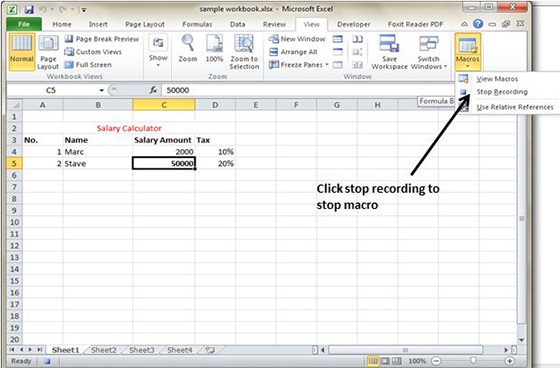 sample workbook.xlsx - Microsoft Excel
File Home Insert Page Layout Formulas Data Review View Developer Foxit Reader PDF
Normal Page Layout Page Break Preview Custom Views Full Screen
Workbook Views
Show Zoom 100% Zoom to Selection
Zoom
New Window Arrange All Freeze Panes
Save Workspace Switch Windows
Window
Macros
View Macros
Stop Recording
Use Relative References
C5 fx 50000
Formula B
A B C D E F G H
1
2 Salary Calculator
3 No. Name Salary Amount Tax
4 1 Marc 2000 10%
5 2 Stave 50000 20%
6
7
8
9
10
11
12
13
14
15
16
17
18
19
20
Click stop recording to
stop macro
Sheet1 Sheet2 Sheet3 Sheet4
Ready 100%